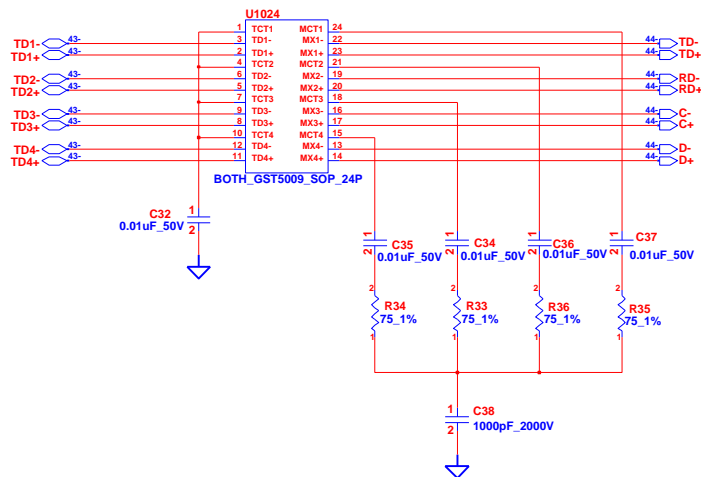 U1024
1 TCT1 MCT1 24
TD1- 43- 3 TD1- MX1- 22 44- TD-
TD1+ 43- 2 TD1+ MX1+ 23 44- TD+
4 TCT2 MCT2 21
TD2- 43- 6 TD2- MX2- 19 44- RD-
TD2+ 43- 5 TD2+ MX2+ 20 44- RD+
7 TCT3 MCT3 18
TD3- 43- 9 TD3- MX3- 16 44- C-
TD3+ 43- 8 TD3+ MX3+ 17 44- C+
10 TCT4 MCT4 15
TD4- 43- 12 TD4- MX4- 13 44- D-
TD4+ 43- 11 TD4+ MX4+ 14 44- D+
BOTH_GST5009_SOP_24P
1 C32
0.01uF_50V
2
1 C35 1 C34 1 C36 1 C37
2 0.01uF_50V 2 0.01uF_50V 2 0.01uF_50V 2 0.01uF_50V
2 2 2 2
R34 R33 R36 R35
75_1% 75_1% 75_1% 75_1%
1 1 1 1
1 C38
2 1000pF_2000V